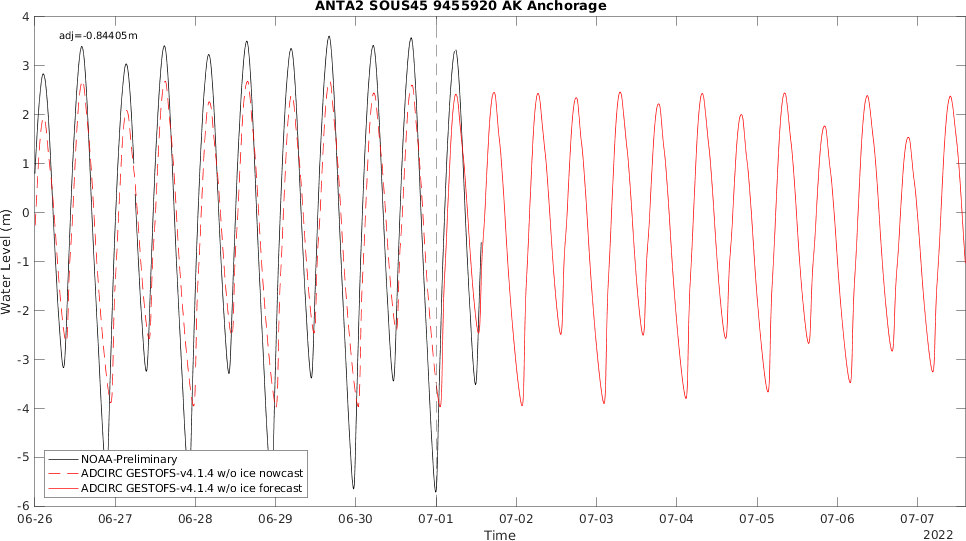 ANTA2 SOUS45 9455920 AK Anchorage
adj=-0.84405m
4
3
2
1
0
-1
-2
-3
-4
-5
-6
Water Level (m)
NOAA-Preliminary
ADCIRC GESTOFS-v4.1.4 w/o ice nowcast
ADCIRC GESTOFS-v4.1.4 w/o ice forecast
06-26 06-27 06-28 06-29 06-30 07-01 07-02 07-03 07-04 07-05 07-06 07-07
Time
2022